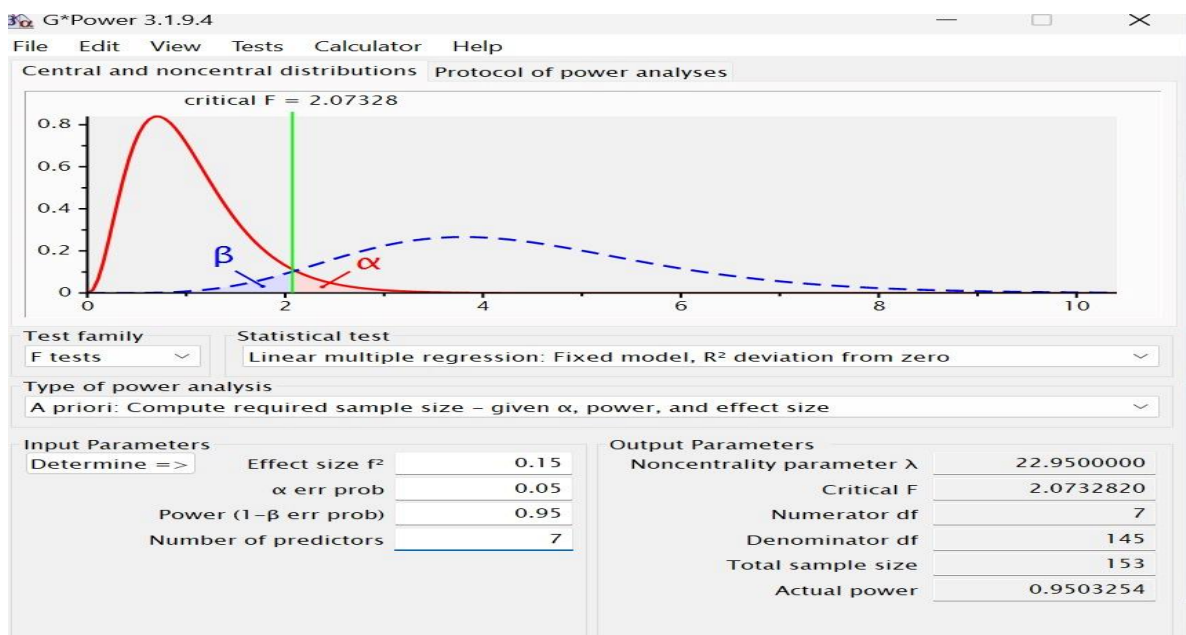 G*Power 3.1.9.4
File Edit View Tests Calculator Help
Central and noncentral distributions Protocol of power analyses
critical F = 2.07328
0.8
0.6
0.4
0.2
0
β
α
0 2 4 6 8 10
Test family Statistical test
F tests Linear multiple regression: Fixed model, R² deviation from zero
Type of power analysis
A priori: Compute required sample size – given α, power, and effect size
Input Parameters Output Parameters
Determine => Effect size f² 0.15 Noncentrality parameter λ 22.9500000
α err prob 0.05 Critical F 2.0732820
Power (1–β err prob) 0.95 Numerator df 7
Number of predictors 7 Denominator df 145
Total sample size 153
Actual power 0.9503254